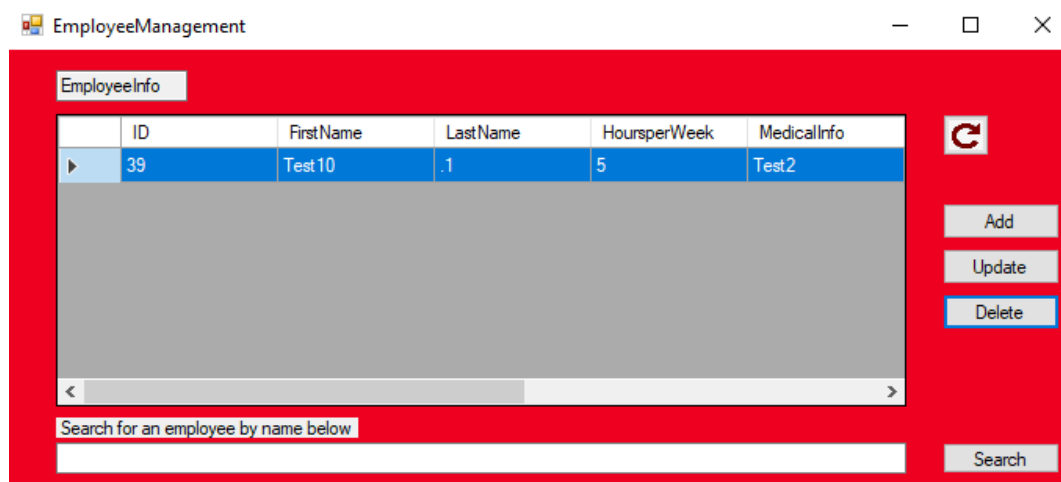 EmployeeManagement
EmployeeInfo
ID FirstName LastName HoursperWeek MedicalInfo
39 Test10 .1 5 Test2
Add
Update
Delete
Search for an employee by name below
Search